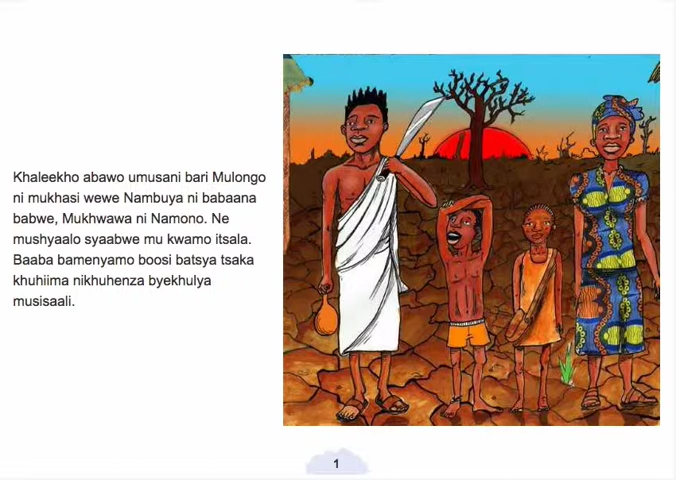 Khaleekho abawo umusani bari Mulongo
ni mukhasi wewe Nambuya ni babaana
babwe, Mukhwawa ni Namono. Ne
mushyaalo syaabwe mu kwamo itsala.
Baaba bamenyamo boosi batsya tsaka
khuhiima nikhuhenza byekhulya
musisaali.
1